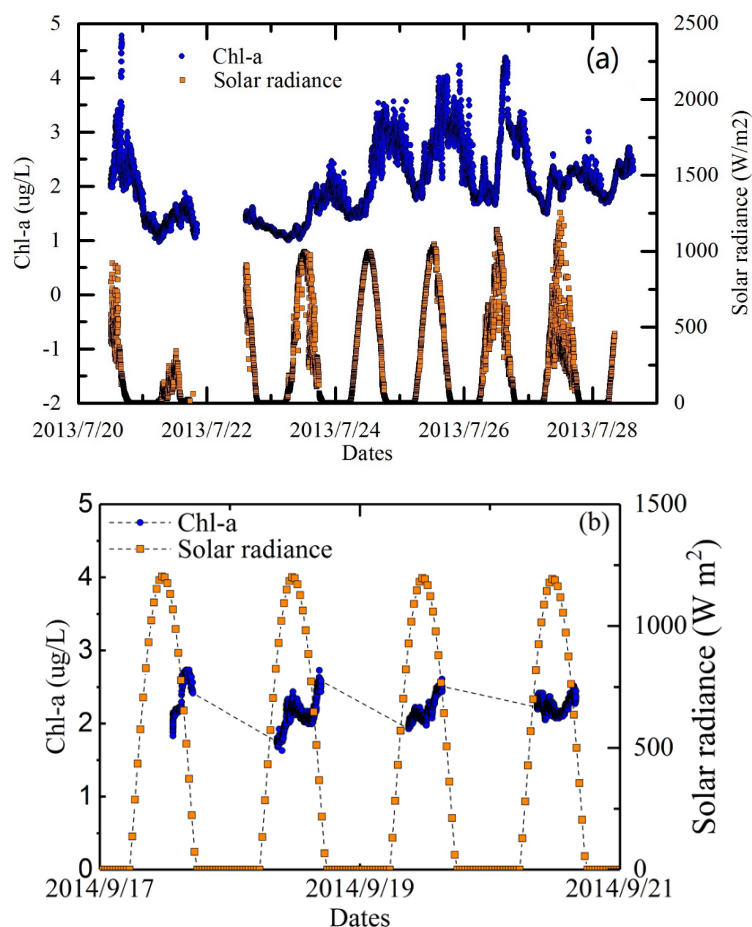 5
4
3
2
1
0
-1
-2
Chl-a (ug/L)
Chl-a
Solar radiance
(a)
2500
2000
1500
1000
500
0
Solar radiance (W/m2)
2013/7/20 2013/7/22 2013/7/24 2013/7/26 2013/7/28
Dates
5
4
3
2
1
0
Chl-a (ug/L)
Chl-a
Solar radiance
(b)
1500
1000
500
0
Solar radiance (W m²)
2014/9/17 2014/9/19 2014/9/21
Dates